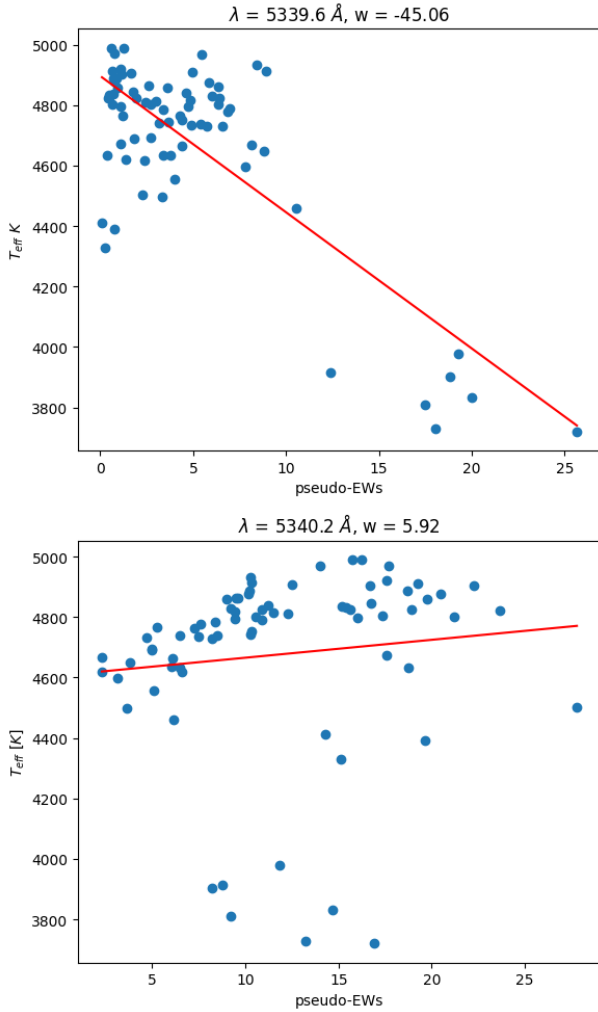 λ = 5339.6 Å, w = -45.06
5000
4800
4600
4400
4200
4000
3800
T_eff K
0 5 10 15 20 25
pseudo-EWs
λ = 5340.2 Å, w = 5.92
5000
4800
4600
4400
4200
4000
3800
T_eff [K]
5 10 15 20 25
pseudo-EWs